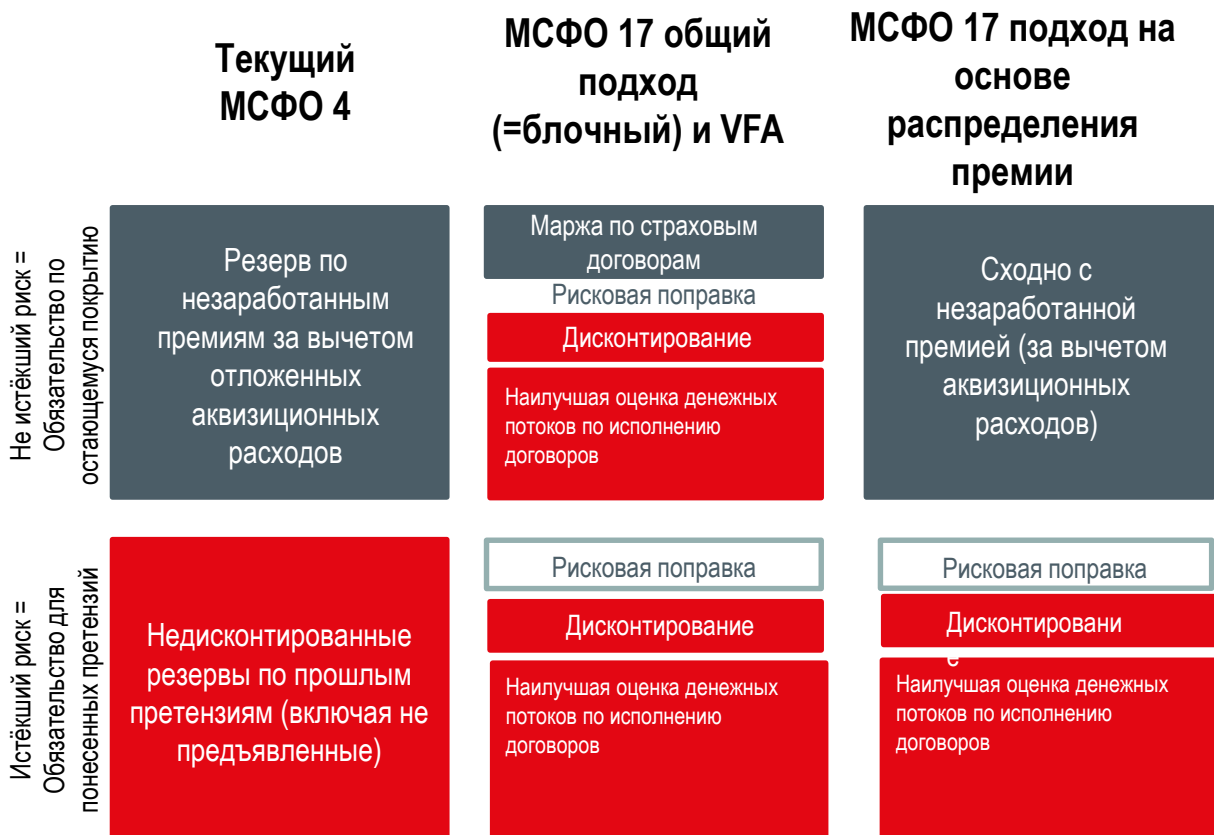 Текущий
МСФО 4
МСФО 17 общий
подход
(=блочный) и VFA
МСФО 17 подход на
основе
распределения
премии
Не истёкший риск =
Обязательство по
остающемуся покрытию
Резерв по
незаработанным
премиям за вычетом
отложенных
аквизиционных
расходов
Маржа по страховым
договорам
Рисковая поправка
Дисконтирование
Наилучшая оценка денежных
потоков по исполнению
договоров
Сходно с
незаработанной
премией (за вычетом
аквизиционных
расходов)
Истёкший риск =
Обязательство для
понесенных претензий
Недисконтированные
резервы по прошлым
претензиям (включая не
предъявленные)
Рисковая поправка
Дисконтирование
Наилучшая оценка денежных
потоков по исполнению
договоров
Рисковая поправка
Дисконтировани
е
Наилучшая оценка денежных
потоков по исполнению
договоров